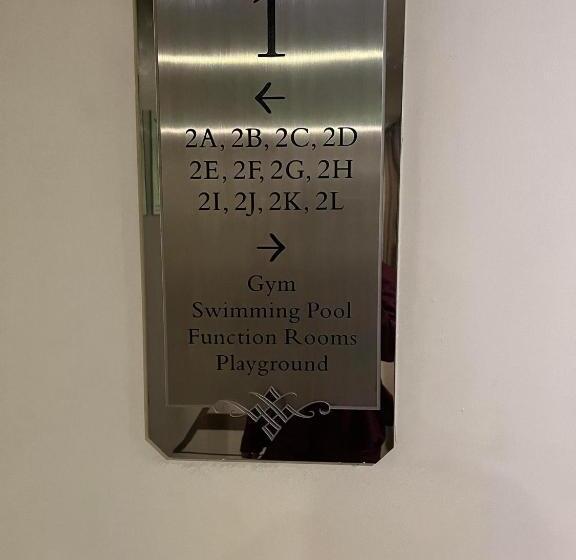 1
←
2A, 2B, 2C, 2D
2E, 2F, 2G, 2H
2I, 2J, 2K, 2L
→
Gym
Swimming Pool
Function Rooms
Playground